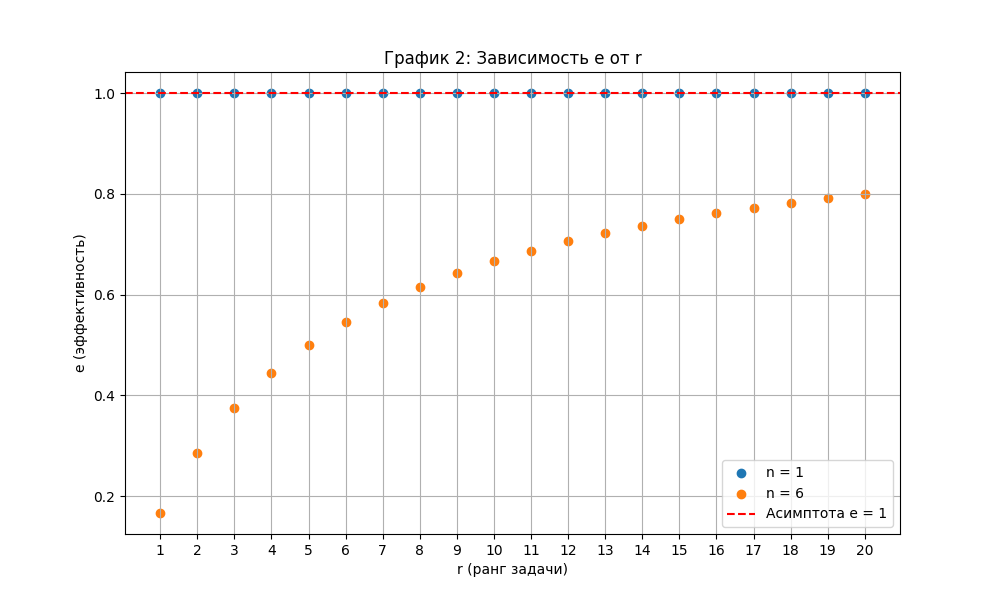 График 2: Зависимость e от r
e (эффективность)
1.0
0.8
0.6
0.4
0.2
n = 1
n = 6
Асимптота e = 1
1 2 3 4 5 6 7 8 9 10 11 12 13 14 15 16 17 18 19 20
r (ранг задачи)